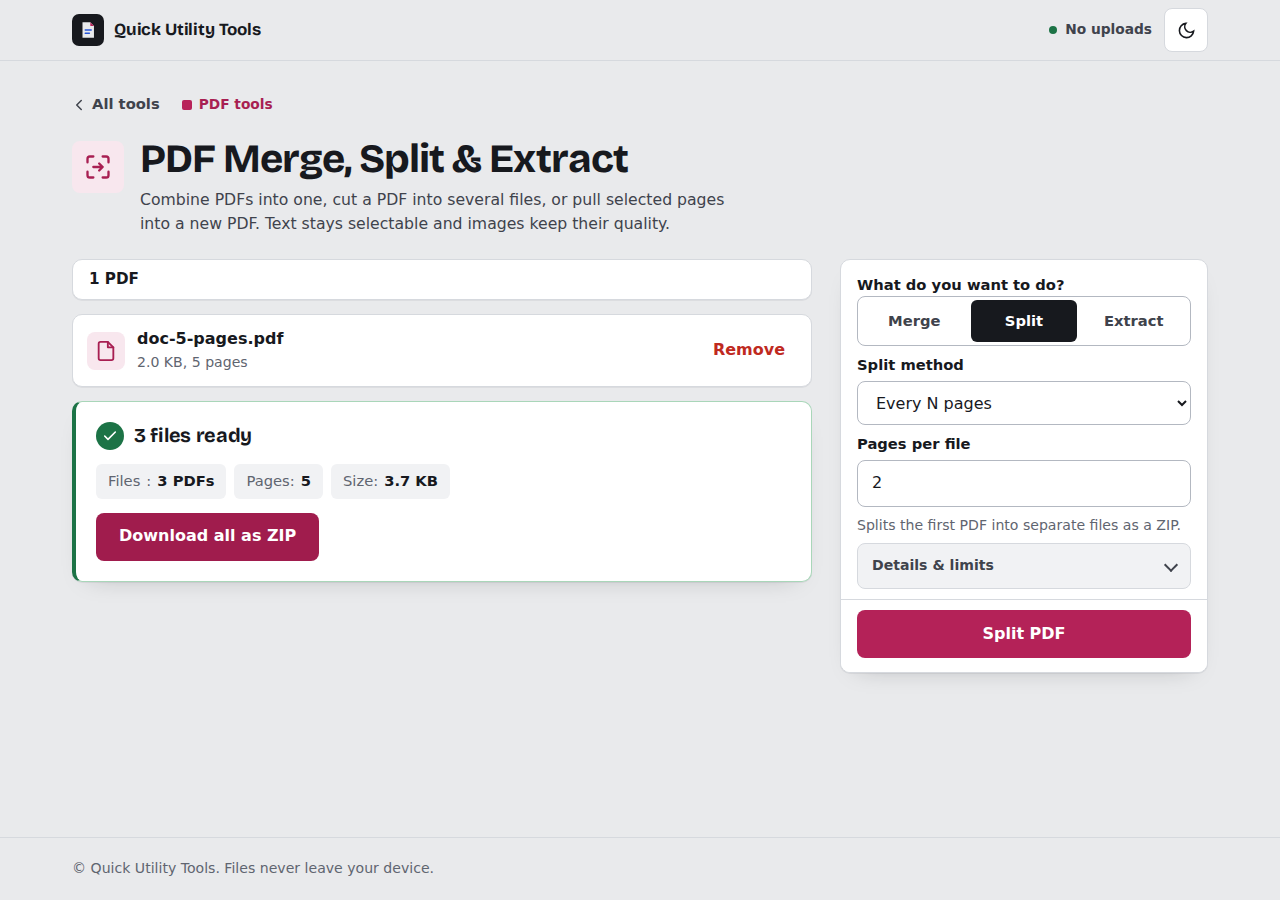 Quick Utility Tools
No uploads
All tools
PDF tools
PDF Merge, Split & Extract
Combine PDFs into one, cut a PDF into several files, or pull selected pages
into a new PDF. Text stays selectable and images keep their quality.
1 PDF
doc-5-pages.pdf
2.0 KB, 5 pages
Remove
3 files ready
Files : 3 PDFs
Pages: 5
Size: 3.7 KB
Download all as ZIP
What do you want to do?
Merge
Split
Extract
Split method
Every N pages
Pages per file
2
Splits the first PDF into separate files as a ZIP.
Details & limits
Split PDF
© Quick Utility Tools. Files never leave your device.